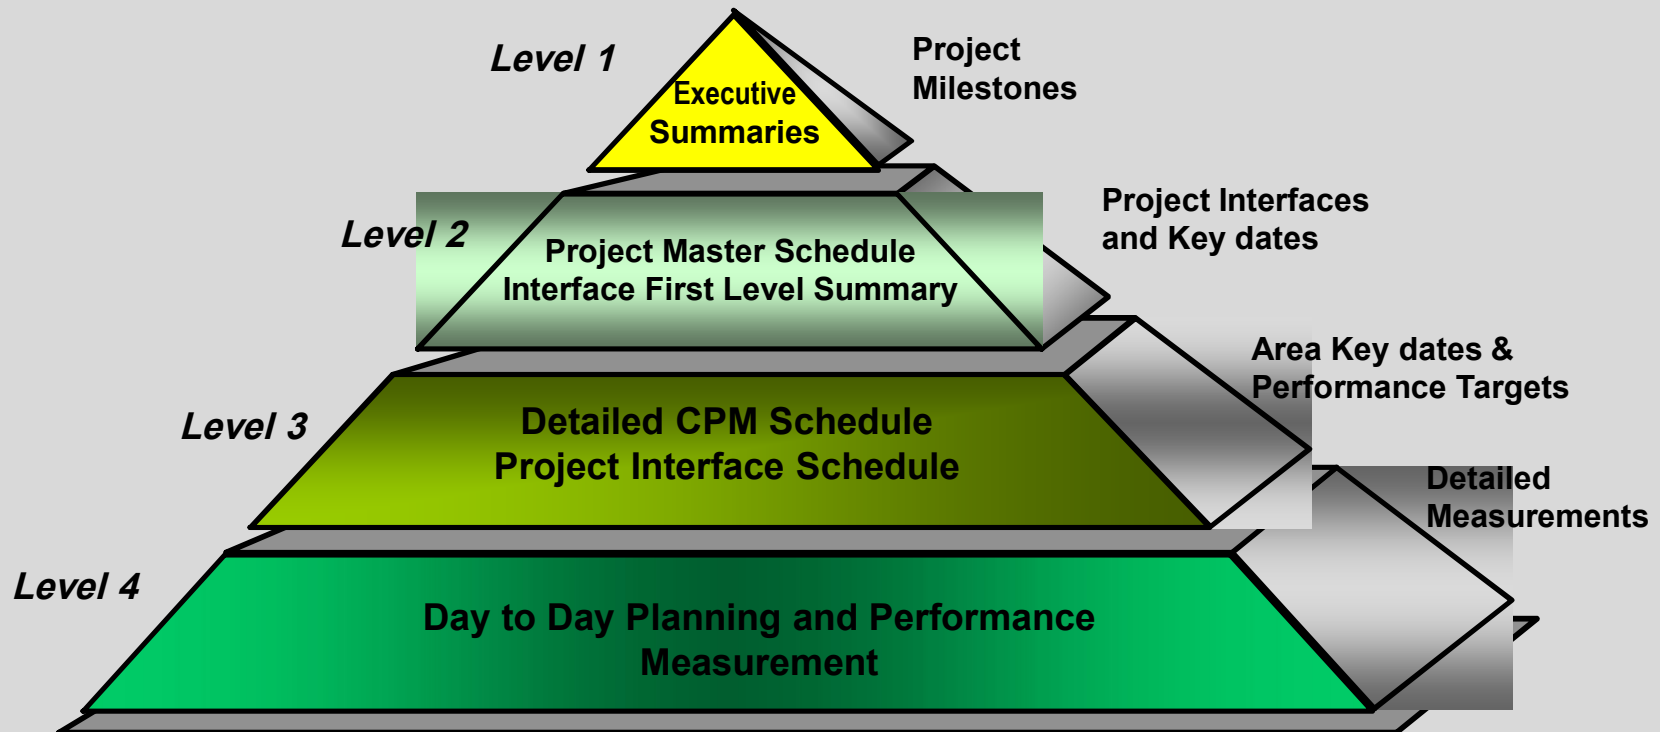 Level 1
Executive
Summaries
Project
Milestones
Level 2
Project Master Schedule
Interface First Level Summary
Project Interfaces
and Key dates
Level 3
Detailed CPM Schedule
Project Interface Schedule
Area Key dates &
Performance Targets
Level 4
Day to Day Planning and Performance
Measurement
Detailed
Measurements